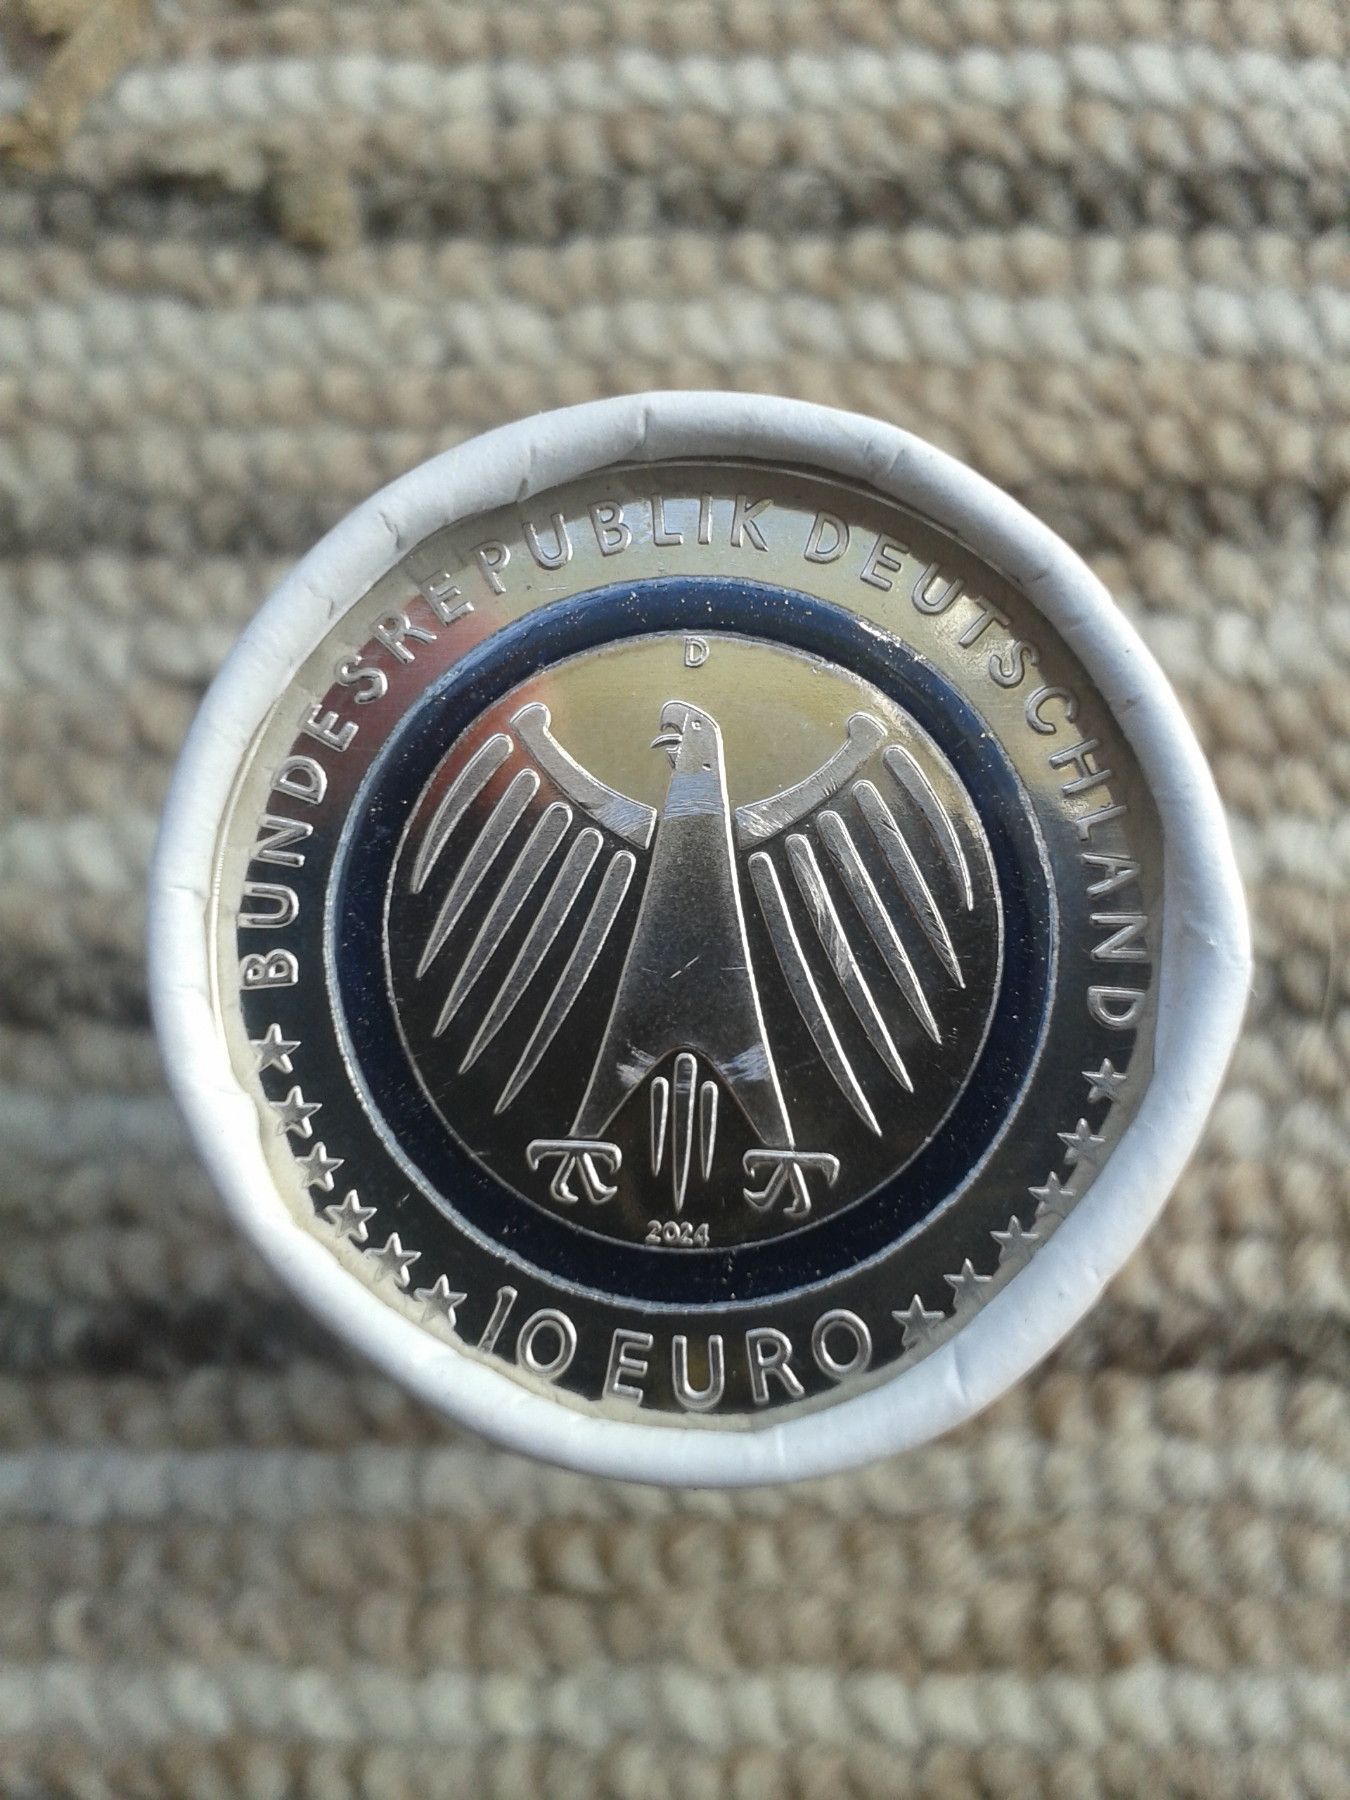 BUNDESREPUBLIK DEUTSCHLAND
D
2024
10 EURO